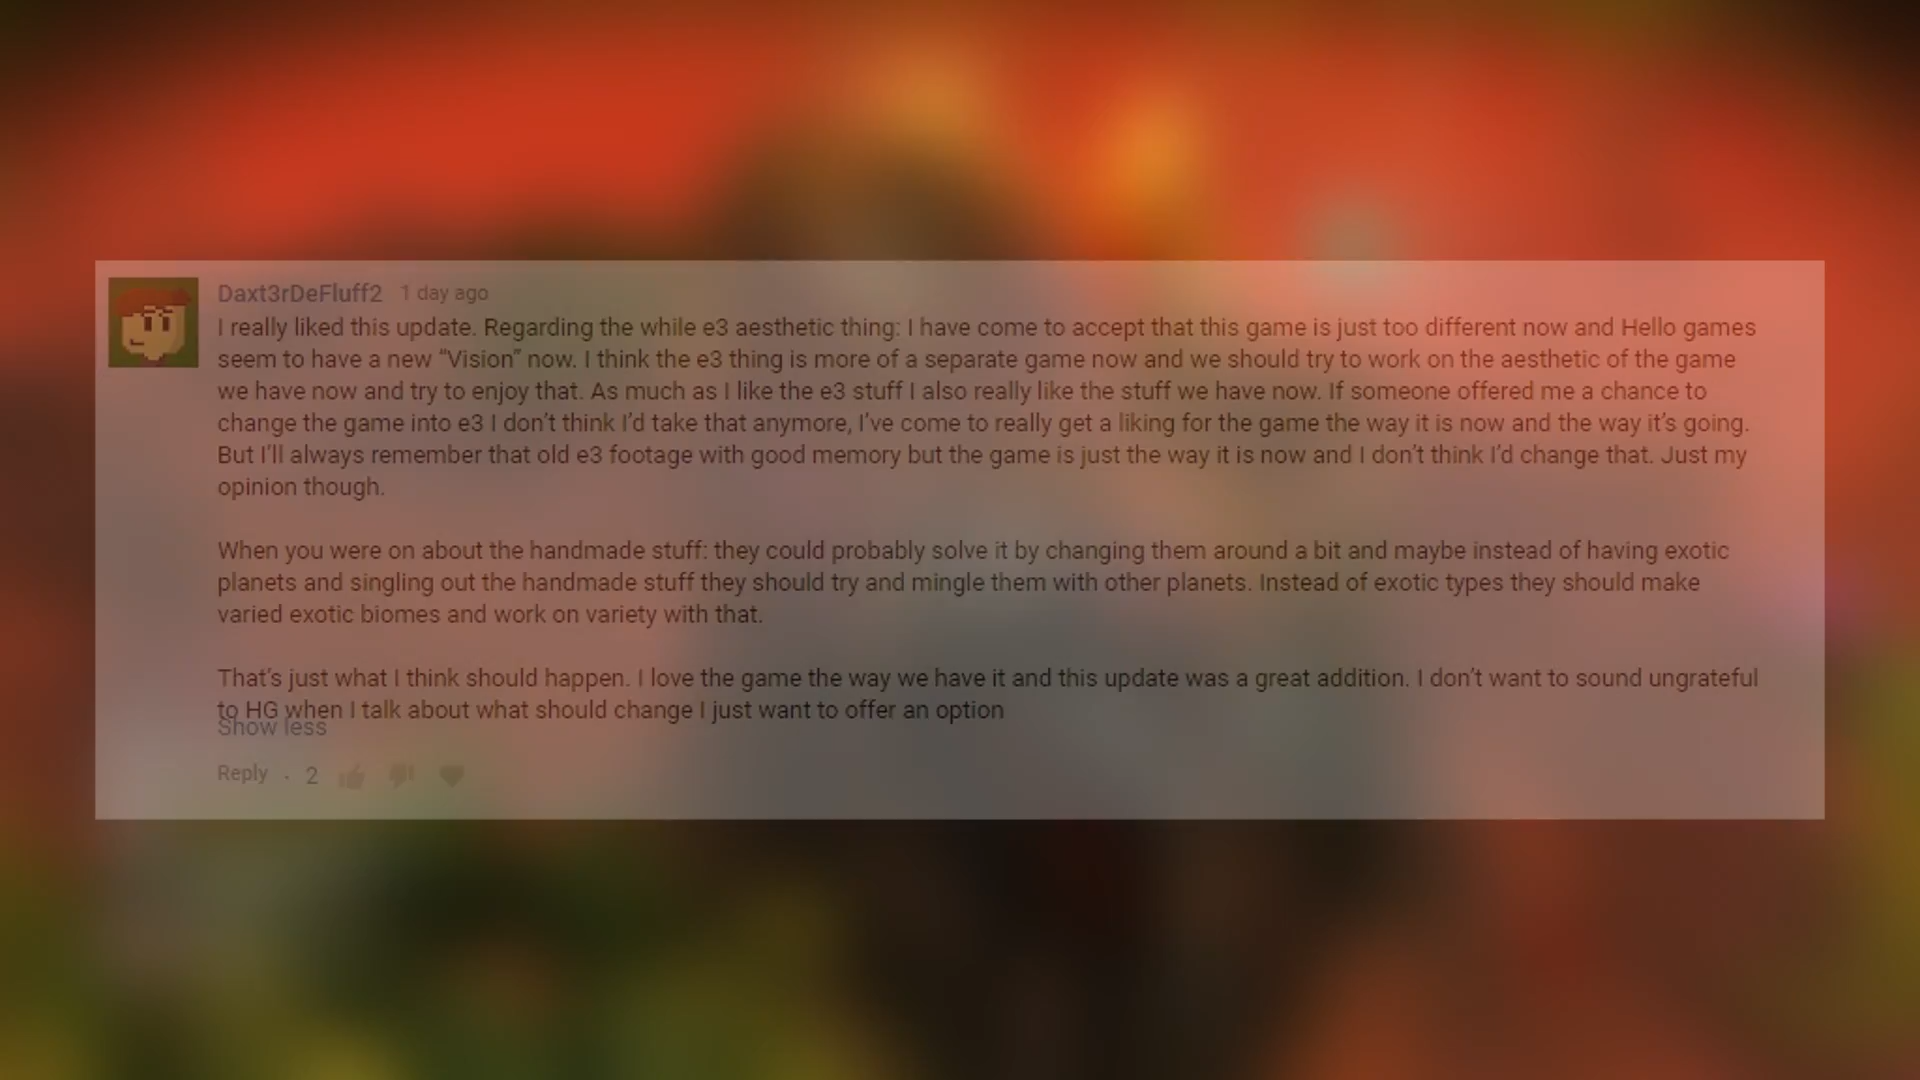 Daxt3rDeFluff2 1 day ago
I really liked this update. Regarding the while e3 aesthetic thing: I have come to accept that this game is just too different now and Hello games
seem to have a new “Vision” now. I think the e3 thing is more of a separate game now and we should try to work on the aesthetic of the game
we have now and try to enjoy that. As much as I like the e3 stuff I also really like the stuff we have now. If someone offered me a chance to
change the game into e3 I don’t think I’d take that anymore, I’ve come to really get a liking for the game the way it is now and the way it’s going.
But I’ll always remember that old e3 footage with good memory but the game is just the way it is now and I don’t think I’d change that. Just my
opinion though.
When you were on about the handmade stuff: they could probably solve it by changing them around a bit and maybe instead of having exotic
planets and singling out the handmade stuff they should try and mingle them with other planets. Instead of exotic types they should make
varied exotic biomes and work on variety with that.
That’s just what I think should happen. I love the game the way we have it and this update was a great addition. I don’t want to sound ungrateful
to HG when I talk about what should change I just want to offer an option
Show less
Reply · 2